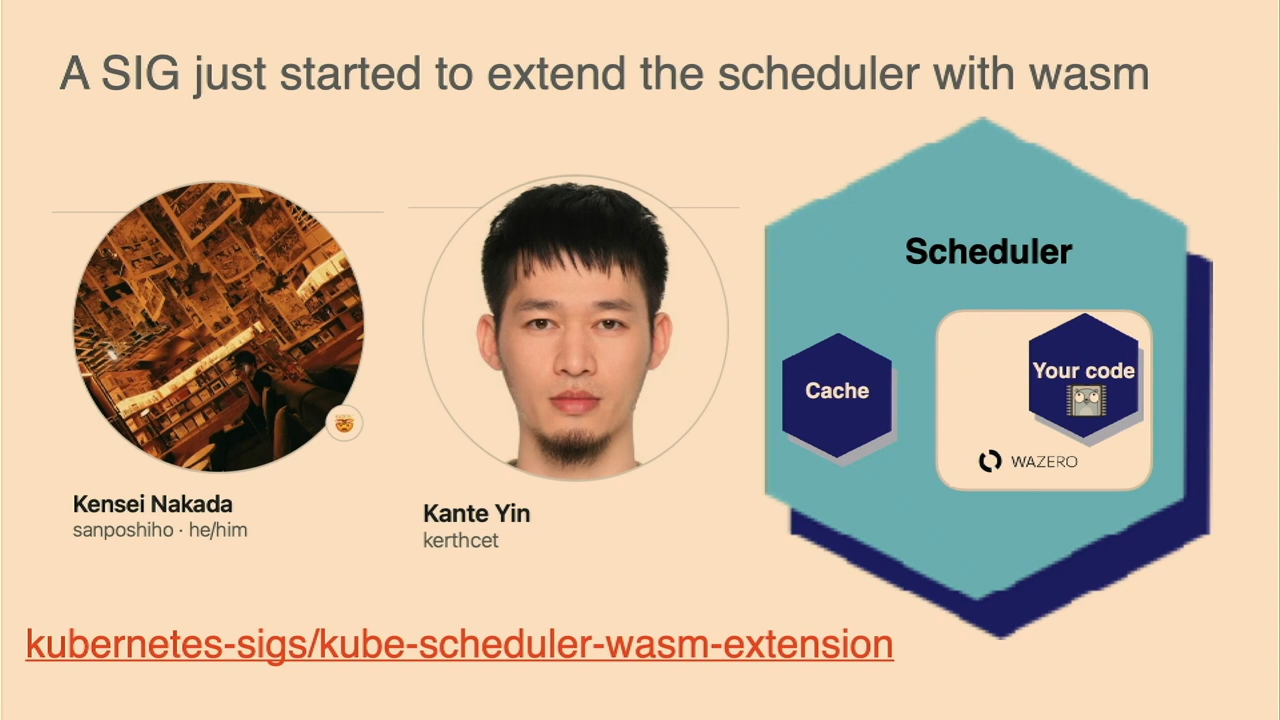 A SIG just started to extend the scheduler with wasm
Kensei Nakada
sanposhiho · he/him
Kante Yin
kerthcet
Scheduler
Cache
Your code
WAZERO
kubernetes-sigs/kube-scheduler-wasm-extension